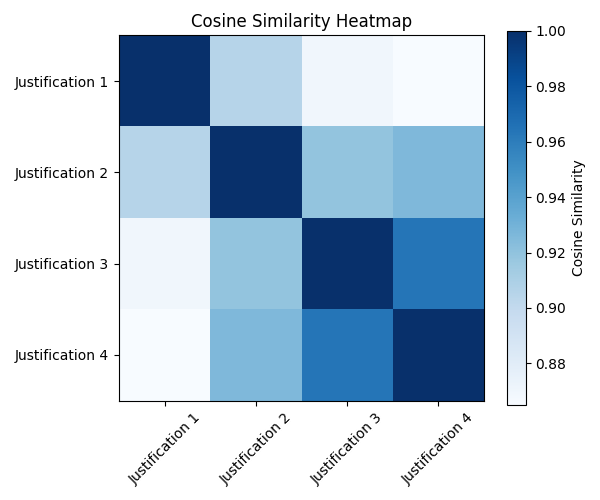 Cosine Similarity Heatmap
Justification 1
Justification 2
Justification 3
Justification 4
Justification 1
Justification 2
Justification 3
Justification 4
1.00
0.98
0.96
0.94
0.92
0.90
0.88
Cosine Similarity